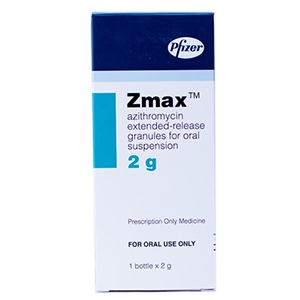 Pfizer
Zmax™
azithromycin
extended-release
granules for oral
suspension
2 g
Prescription Only Medicine
FOR ORAL USE ONLY
1 bottle x 2 g